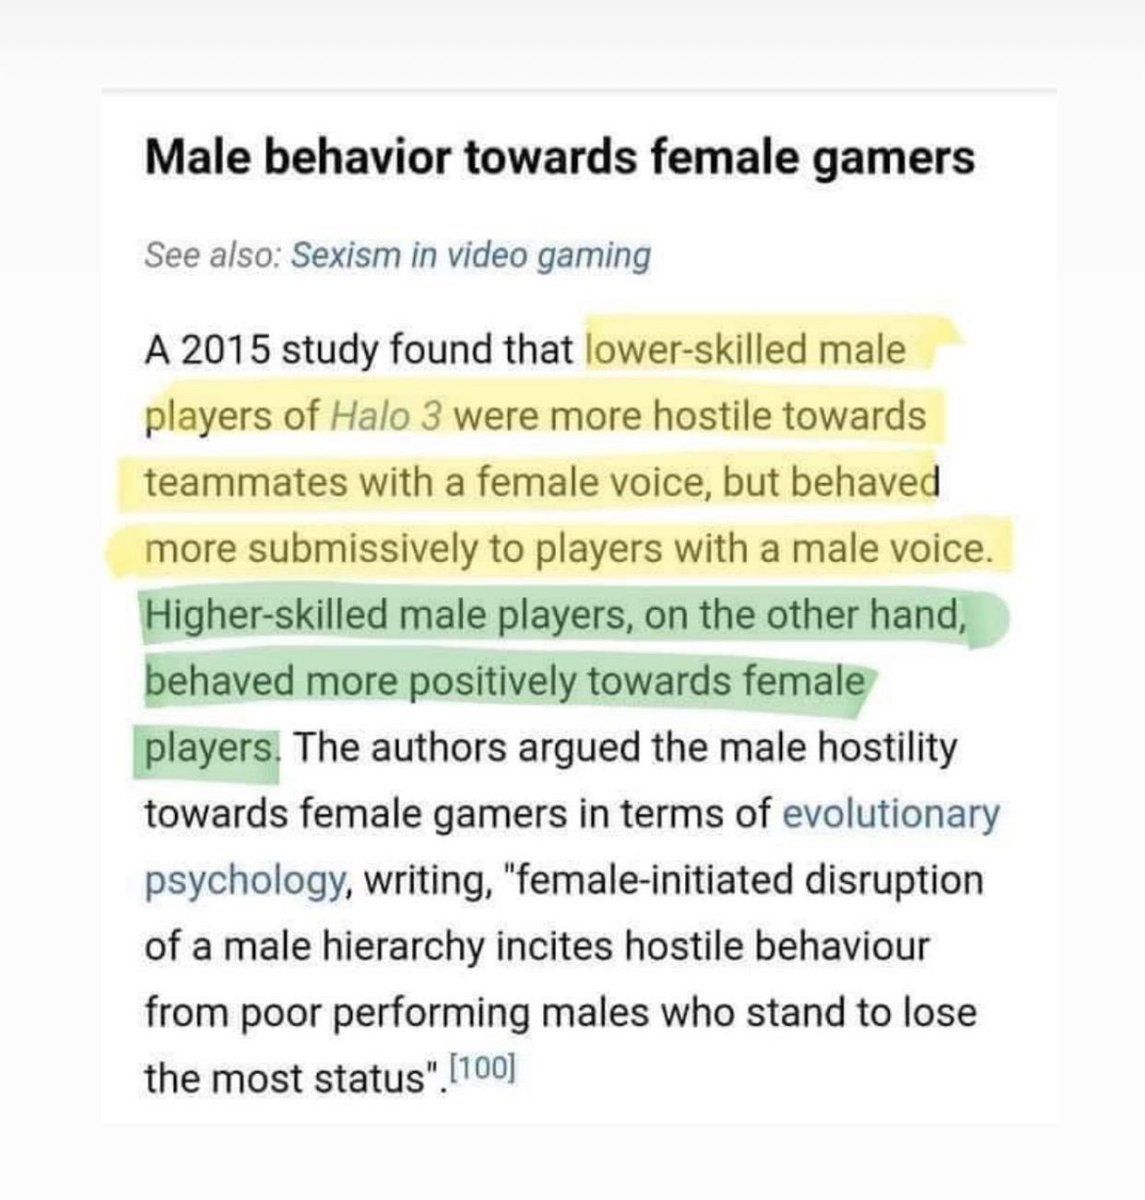 Male behavior towards female gamers
See also: Sexism in video gaming
A 2015 study found that lower-skilled male
players of Halo 3 were more hostile towards
teammates with a female voice, but behaved
more submissively to players with a male voice.
Higher-skilled male players, on the other hand,
behaved more positively towards female
players. The authors argued the male hostility
towards female gamers in terms of evolutionary
psychology, writing, "female-initiated disruption
of a male hierarchy incites hostile behaviour
from poor performing males who stand to lose
the most status".[100]